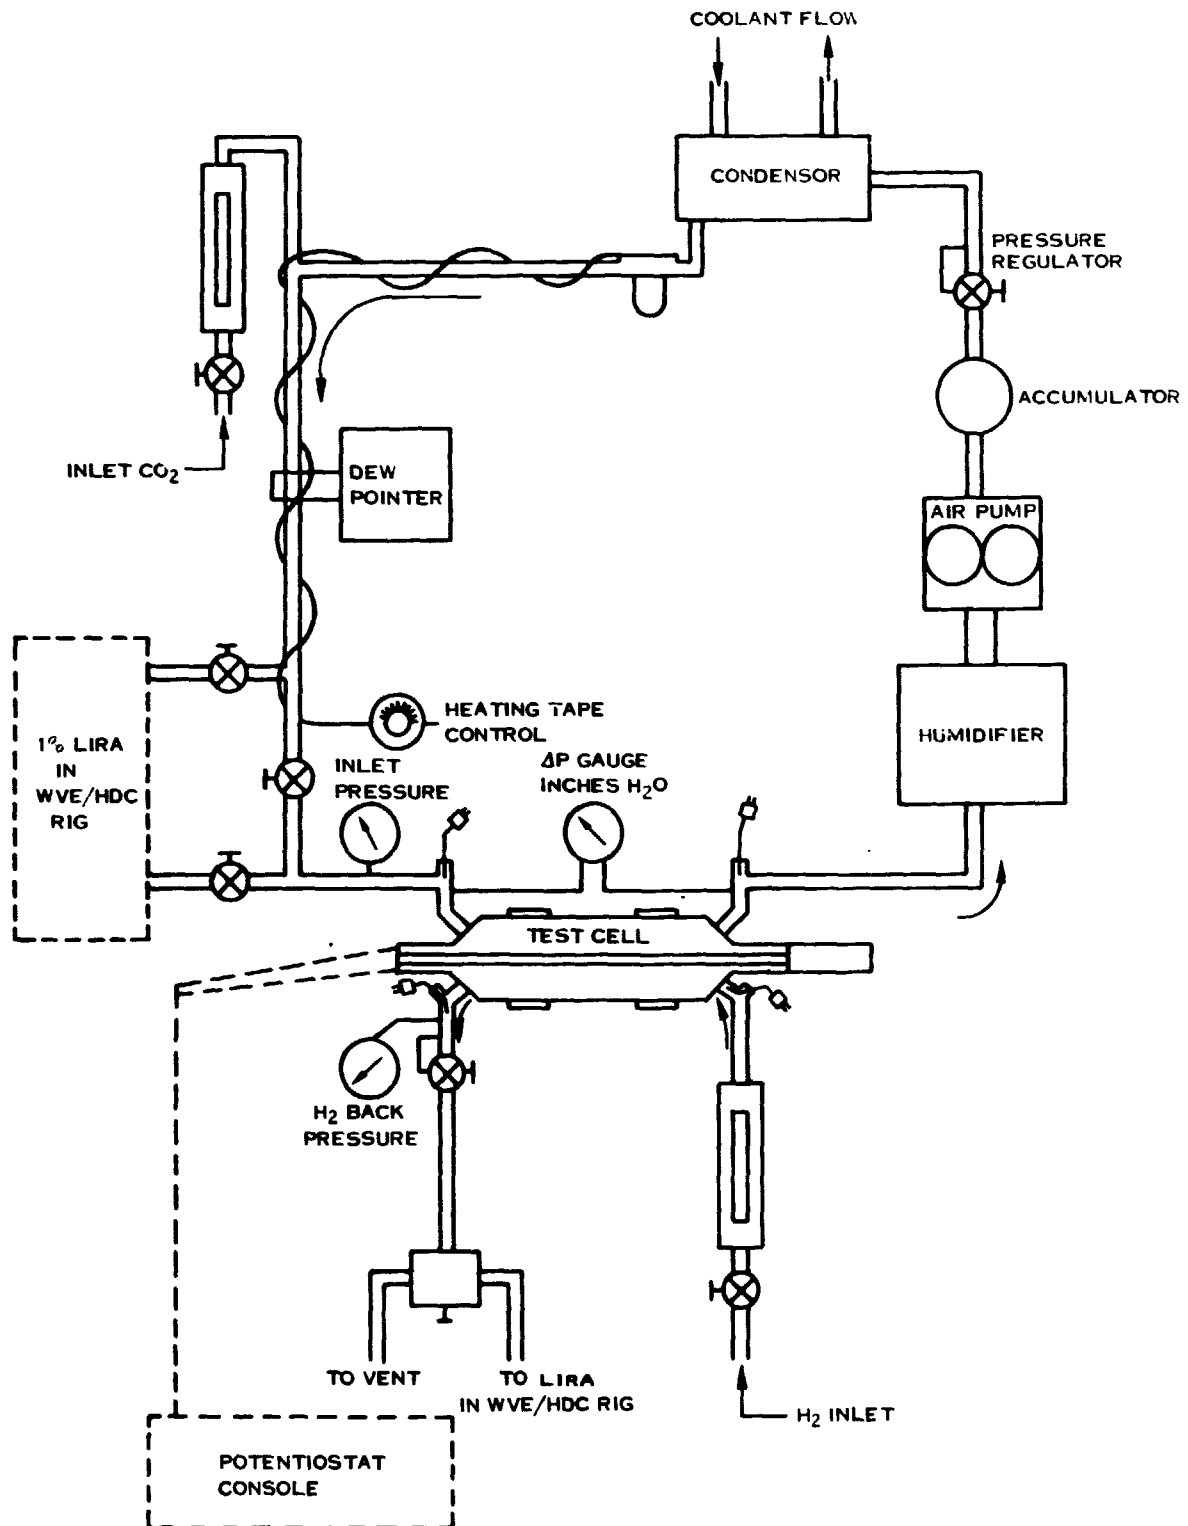 COOLANT FLOW
CONDENSOR
PRESSURE
REGULATOR
ACCUMULATOR
INLET CO₂
DEW
POINTER
AIR PUMP
HEATING TAPE
CONTROL
HUMIDIFIER
1% LIRA
IN
WVE/HDC
RIG
INLET
PRESSURE
ΔP GAUGE
INCHES H₂O
TEST CELL
H₂ BACK
PRESSURE
TO VENT
TO LIRA
IN WVE/HDC RIG
H₂ INLET
POTENTIOSTAT
CONSOLE